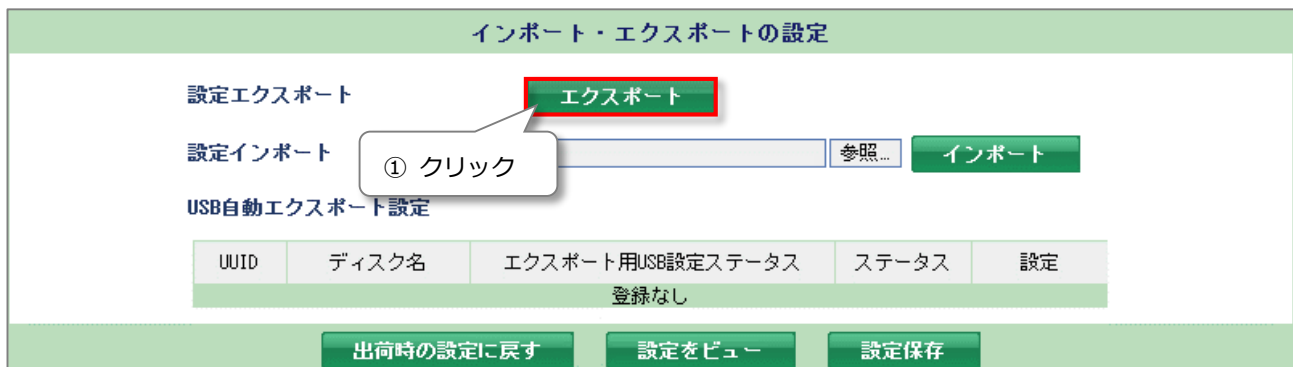 インポート・エクスポートの設定
設定エクスポート エクスポート
設定インポート ① クリック 参照... インポート
USB自動エクスポート設定
UUID ディスク名 エクスポート用USB設定ステータス ステータス 設定
登録なし
出荷時の設定に戻す 設定をビュー 設定保存